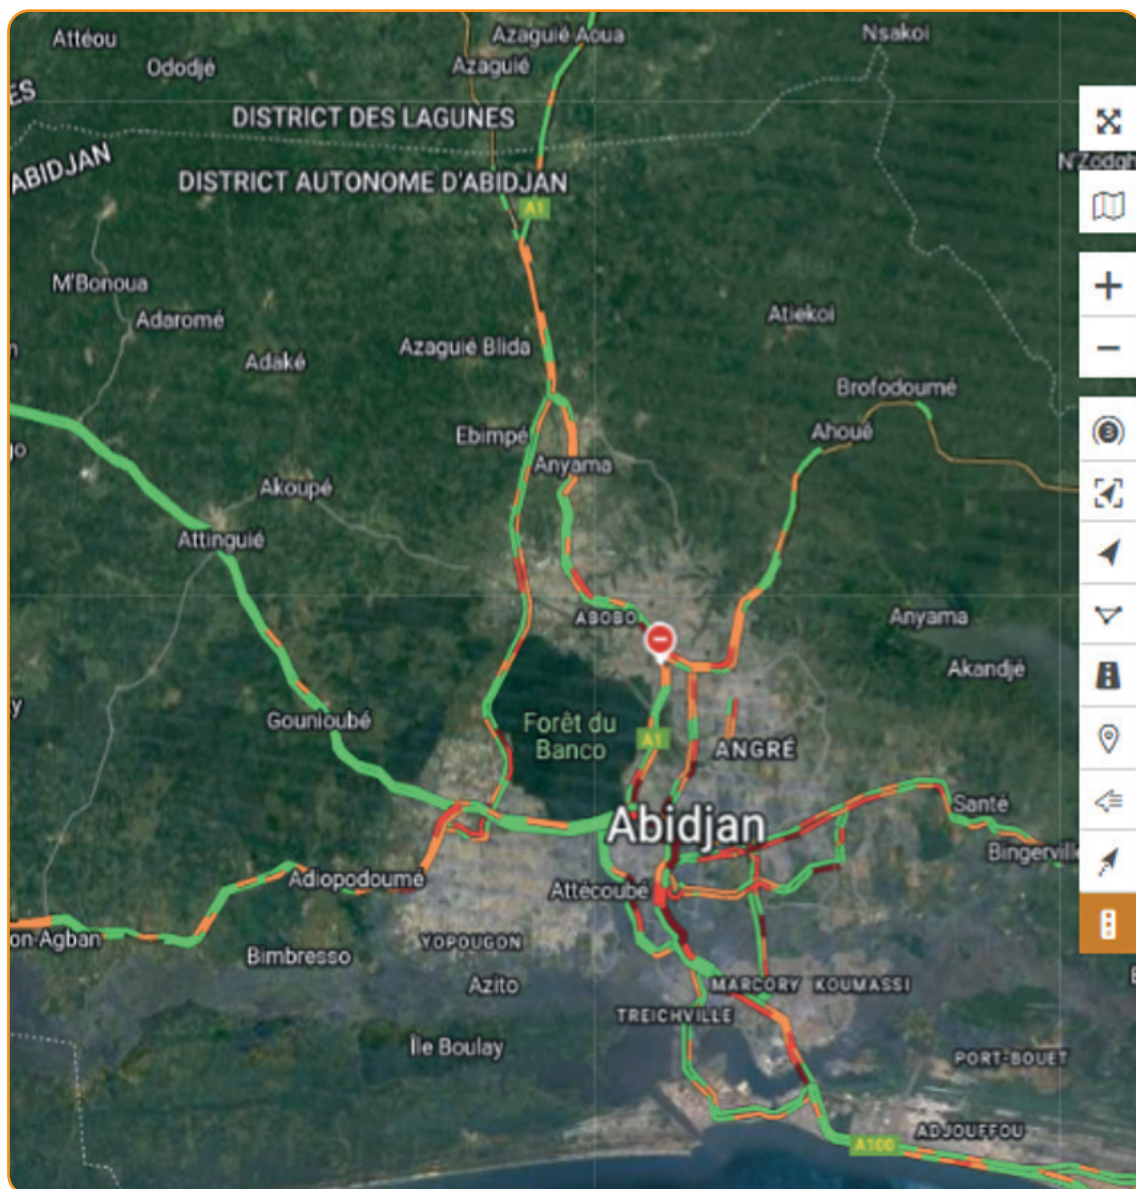 Attéou
Azaguié Aoua
Nsakoi
Ododjé
Azaguié
ES
DISTRICT DES LAGUNES
ABIDJAN
N'Zodgh
DISTRICT AUTONOME D'ABIDJAN
A1
M'Bonoua
Adaromé
Atiekoi
Azaguié Blida
Adaké
Brofodoumé
Ebimpé
Ahoué
Anyama
Akoupé
Attinguié
ABOBO
Anyama
Akandjé
Gounioubé
Forêt du
Banco
A1
ANGRÉ
Santé
Abidjan
Bingerville
Adiopodoumé
Attécoubé
on-Agban
YOPOUGON
Bimbresso
Azito
MARCORY
KOUMASSI
TREICHVILLE
Île Boulay
PORT-BOUET
ADJOUFFOU
A100